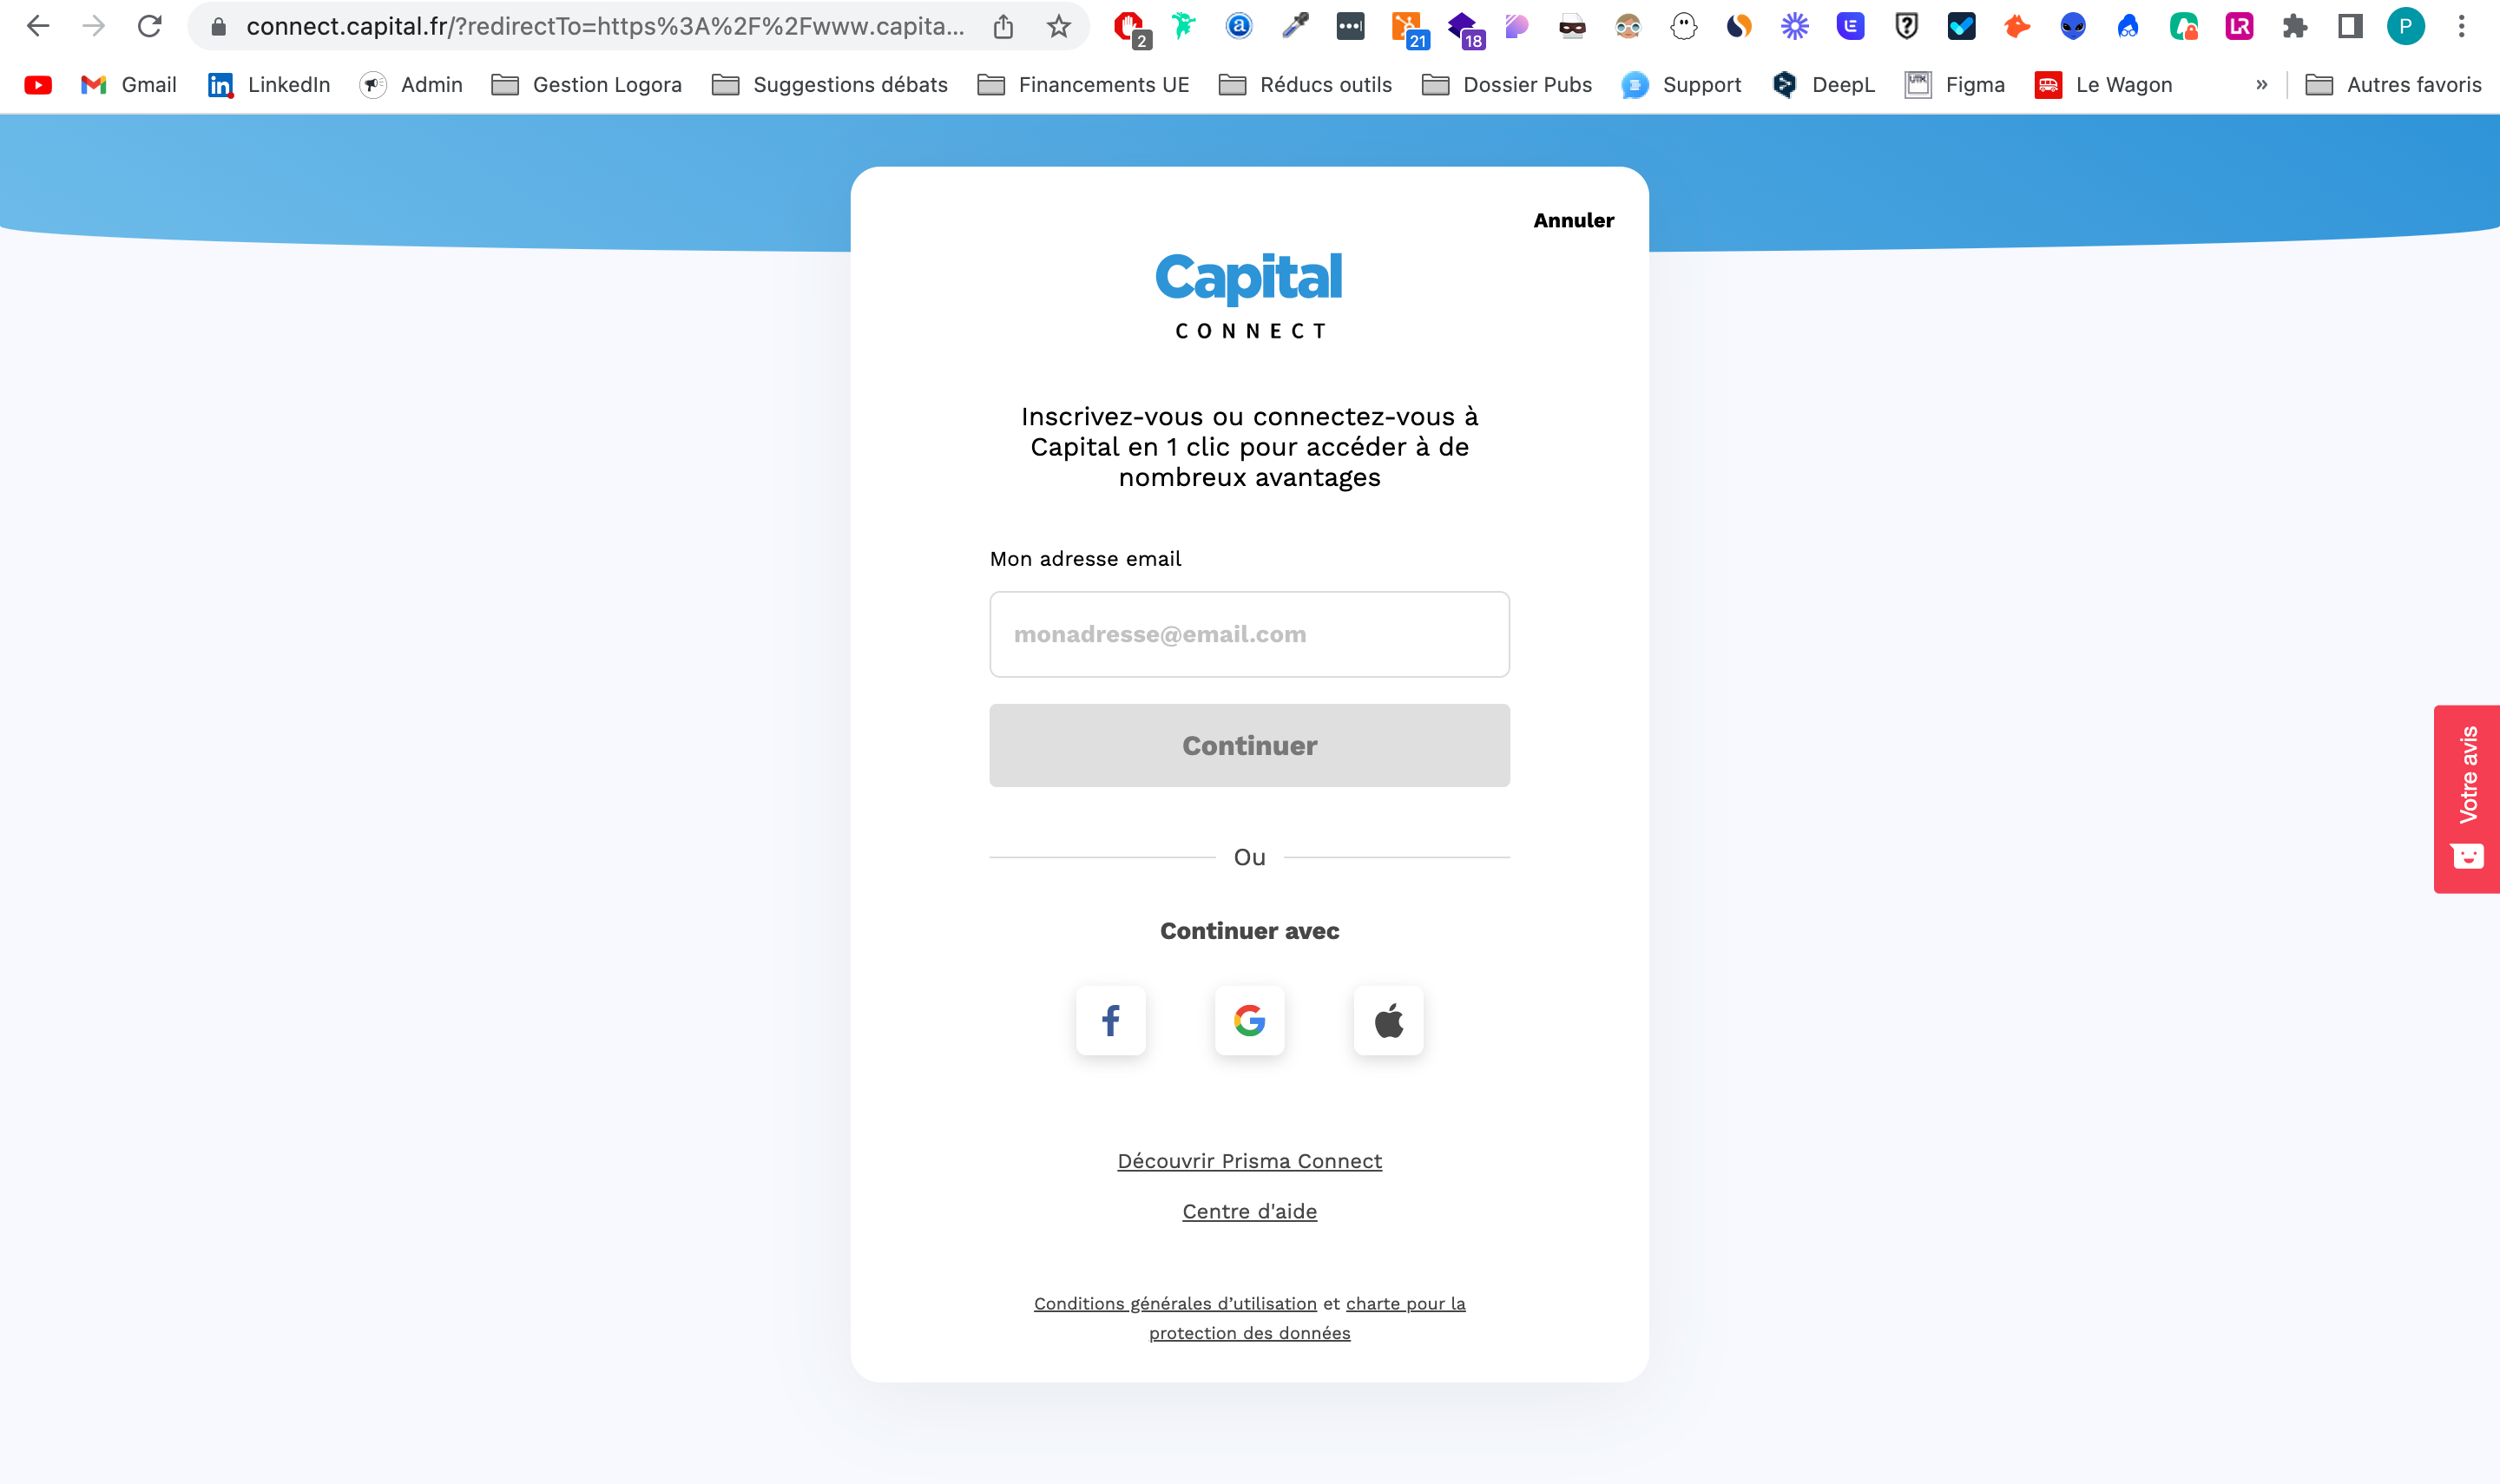 connect.capital.fr/?redirectTo=https%3A%2F%2Fwww.capita...
2
21
18
P
Gmail
LinkedIn
Admin
Gestion Logora
Suggestions débats
Financements UE
Réducs outils
Dossier Pubs
Support
DeepL
Figma
Le Wagon
»
Autres favoris
Annuler
Capital
CONNECT
Inscrivez-vous ou connectez-vous à
Capital en 1 clic pour accéder à de
nombreux avantages
Mon adresse email
monadresse@email.com
Continuer
Votre avis
Ou
Continuer avec
Découvrir Prisma Connect
Centre d'aide
Conditions générales d’utilisation et charte pour la
protection des données